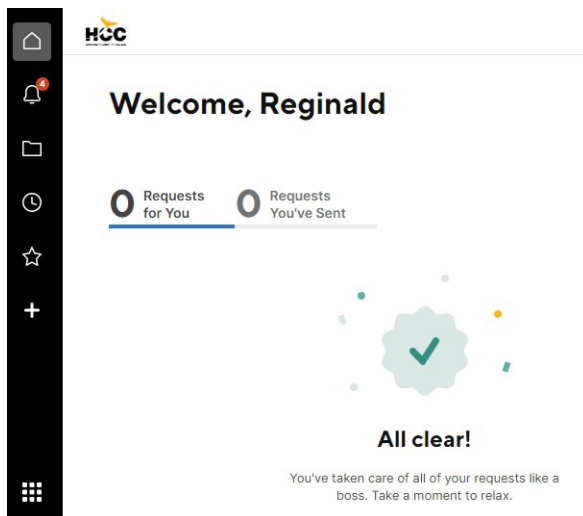 HCC
4
Welcome, Reginald
0 Requests for You
0 Requests You've Sent
All clear!
You've taken care of all of your requests like a
boss. Take a moment to relax.